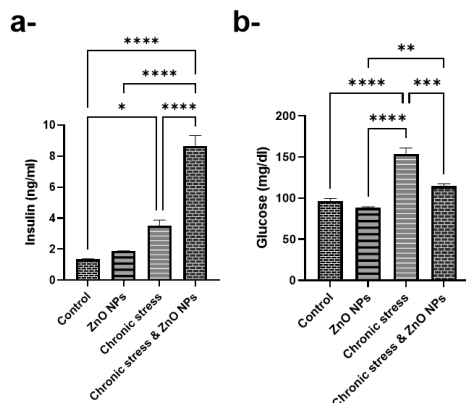 a-
****
****
*
****
Insulin (ng/ml)
10
8
6
4
2
0
Control
ZnO NPs
Chronic stress
Chronic stress & ZnO NPs
b-
**
****
***
****
Glucose (mg/dl)
200
150
100
50
0
Control
ZnO NPs
Chronic stress
Chronic stress & ZnO NPs